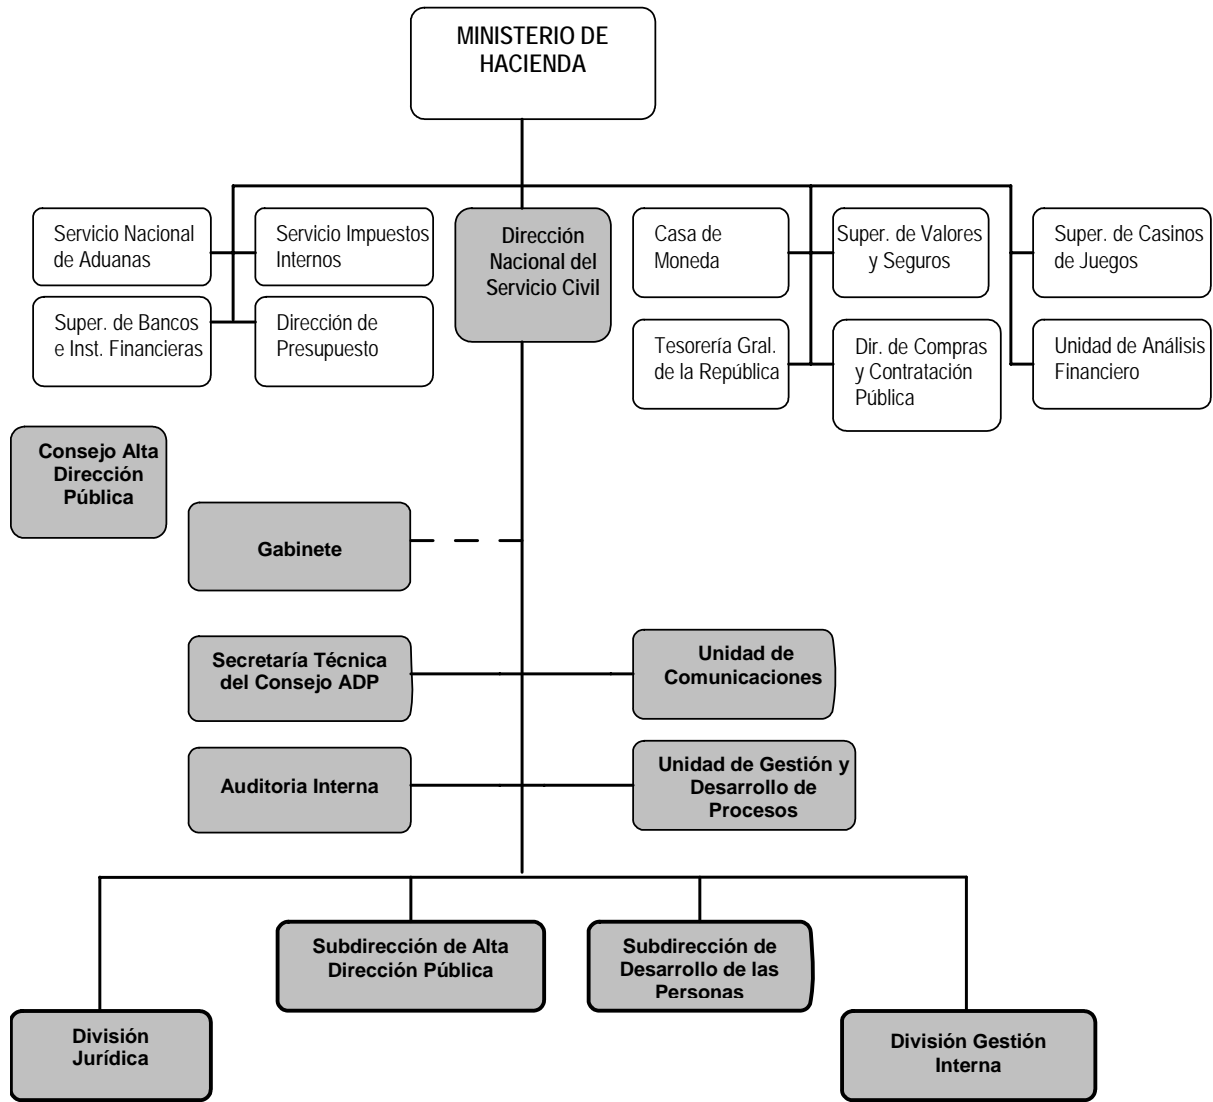 MINISTERIO DE
HACIENDA
Servicio Nacional
de Aduanas
Servicio Impuestos
Internos
Dirección
Nacional del
Servicio Civil
Casa de
Moneda
Super. de Valores
y Seguros
Super. de Casinos
de Juegos
Super. de Bancos
e Inst. Financieras
Dirección de
Presupuesto
Tesorería Gral.
de la República
Dir. de Compras
y Contratación
Pública
Unidad de Análisis
Financiero
Consejo Alta
Dirección
Pública
Gabinete
Secretaría Técnica
del Consejo ADP
Unidad de
Comunicaciones
Auditoria Interna
Unidad de Gestión y
Desarrollo de
Procesos
Subdirección de Alta
Dirección Pública
Subdirección de
Desarrollo de las
Personas
División
Jurídica
División Gestión
Interna